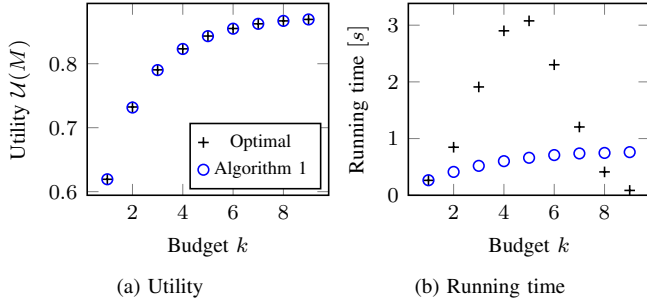 0.8
0.7
0.6
Utility U(M)
Optimal
Algorithm 1
2 4 6 8
Budget k
(a) Utility
3
2
1
0
Running time [s]
2 4 6 8
Budget k
(b) Running time